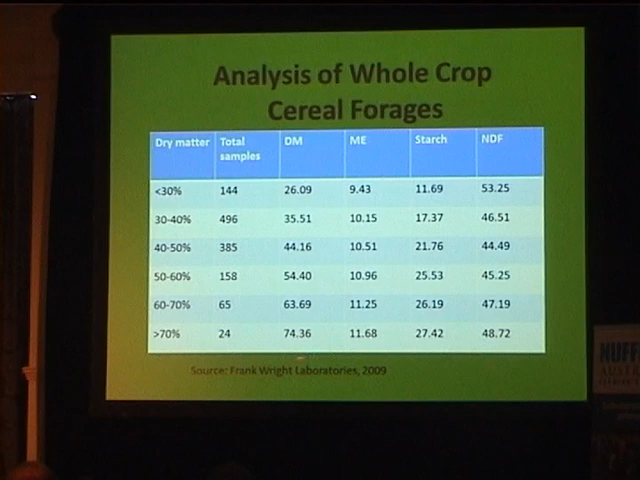 Analysis of Whole Crop
Cereal Forages
Dry matter Total samples DM ME Starch NDF
<30% 144 26.09 9.43 11.69 53.25
30-40% 496 35.51 10.15 17.37 46.51
40-50% 385 44.16 10.51 21.76 44.49
50-60% 158 54.40 10.96 25.53 45.25
60-70% 65 63.69 11.25 26.19 47.19
>70% 24 74.36 11.68 27.42 48.72
Source: Frank Wright Laboratories, 2009